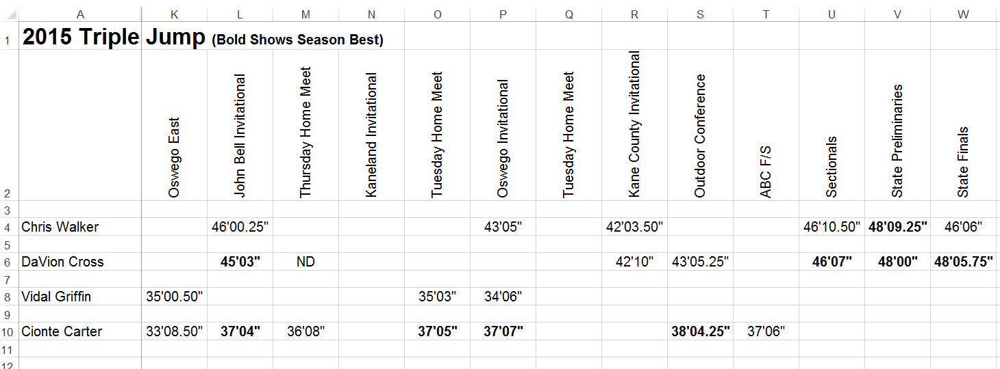 A K L M N O P Q R S T U V W
1 2015 Triple Jump (Bold Shows Season Best)
2 Oswego East John Bell Invitational Thursday Home Meet Kaneland Invitational Tuesday Home Meet Oswego Invitational Tuesday Home Meet Kane County Invitational Outdoor Conference ABC F/S Sectionals State Preliminaries State Finals
3
4 Chris Walker 46'00.25" 43'05" 42'03.50" 46'10.50" 48'09.25" 46'06"
5
6 DaVion Cross 45'03" ND 42'10" 43'05.25" 46'07" 48'00" 48'05.75"
7
8 Vidal Griffin 35'00.50" 35'03" 34'06"
9
10 Cionte Carter 33'08.50" 37'04" 36'08" 37'05" 37'07" 38'04.25" 37'06"
11
12